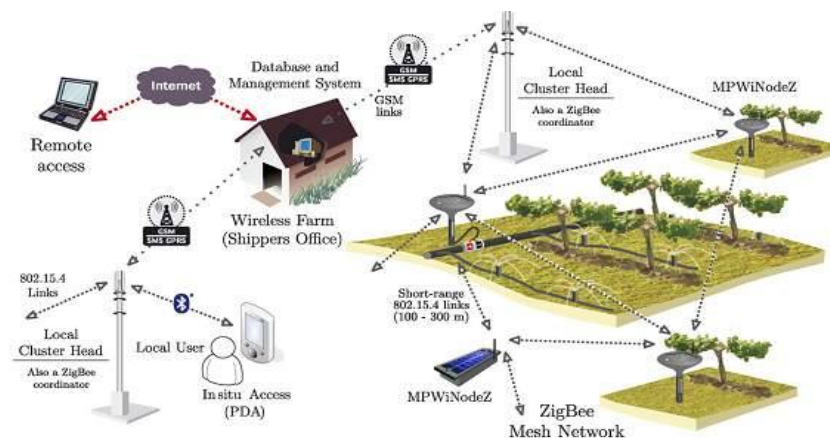 Internet
Remote
access
Database and
Management System
GSM
SMS GPRS
GSM
links
Local
Cluster Head
Also a ZigBee
coordinator
MPWiNodeZ
Wireless Farm
(Shippers Office)
GSM
SMS GPRS
802.15.4
Links
Local
Cluster Head
Also a ZigBee
coordinator
Local User
In situ Access
(PDA)
Short-range
802.15.4 links
(100 - 300 m)
MPWiNodeZ
ZigBee
Mesh Network